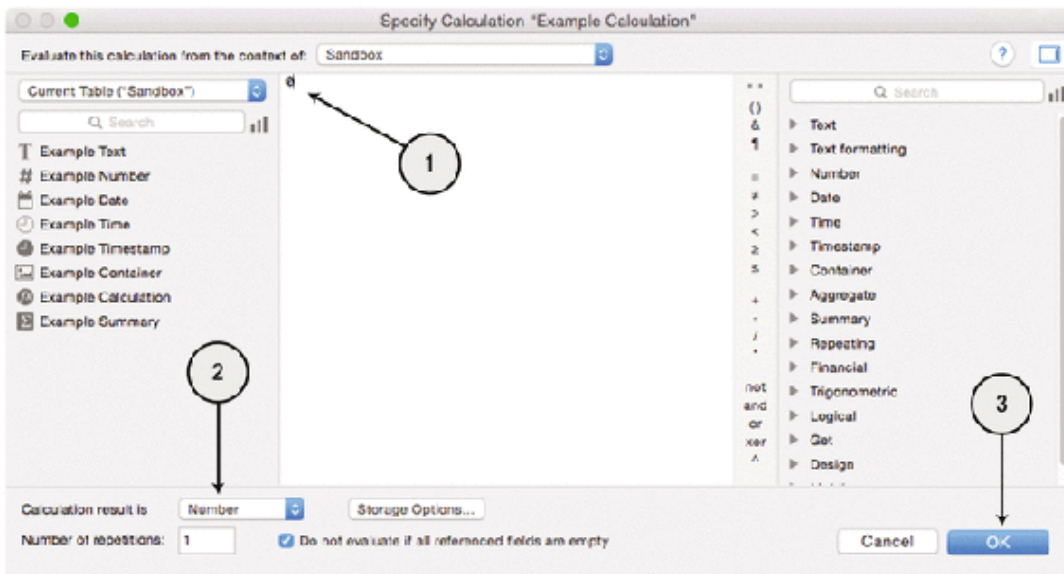 Specify Calculation "Example Calculation"
Evaluate this calculation from the context of: Sandbox
?
Current Table ("Sandbox")
Search
Example Text
Example Number
Example Date
Example Time
Example Timestamp
Example Container
Example Calculation
Example Summary
1
2
" "
()
&
¶
=
≠
>
<
≥
≤
+
-
/
*
not
and
or
xor
^
Search
Text
Text formatting
Number
Date
Time
Timestamp
Container
Aggregate
Summary
Repeating
Financial
Trigonometric
Logical
Get
Design
3
Calculation result is Number Storage Options...
Number of repetitions: 1 Do not evaluate if all referenced fields are empty
Cancel OK